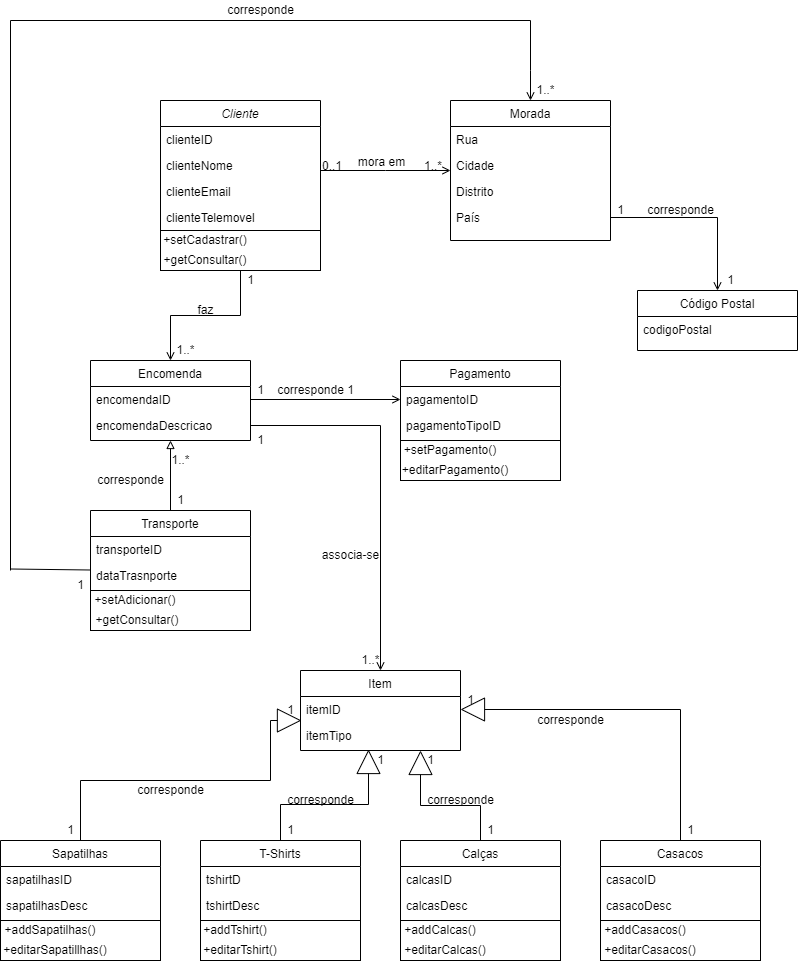 corresponde
1..*
Cliente
clienteID
clienteNome
clienteEmail
clienteTelemovel
+setCadastrar()
+getConsultar()
0..1
mora em
1..*
Morada
Rua
Cidade
Distrito
País
1
corresponde
1
Código Postal
codigoPostal
1
faz
1..*
Encomenda
encomendaID
encomendaDescricao
1
corresponde 1
1
Pagamento
pagamentoID
pagamentoTipoID
+setPagamento()
+editarPagamento()
1..*
corresponde
1
Transporte
transporteID
dataTrasnporte
+setAdicionar()
+getConsultar()
1
associa-se
1..*
Item
itemID
itemTipo
1
1
1
1
corresponde
corresponde
corresponde
corresponde
1
1
1
1
Sapatilhas
sapatilhasID
sapatilhasDesc
+addSapatilhas()
+editarSapatillhas()
T-Shirts
tshirtD
tshirtDesc
+addTshirt()
+editarTshirt()
Calças
calcasID
calcasDesc
+addCalcas()
+editarCalcas()
Casacos
casacoID
casacoDesc
+addCasacos()
+editarCasacos()